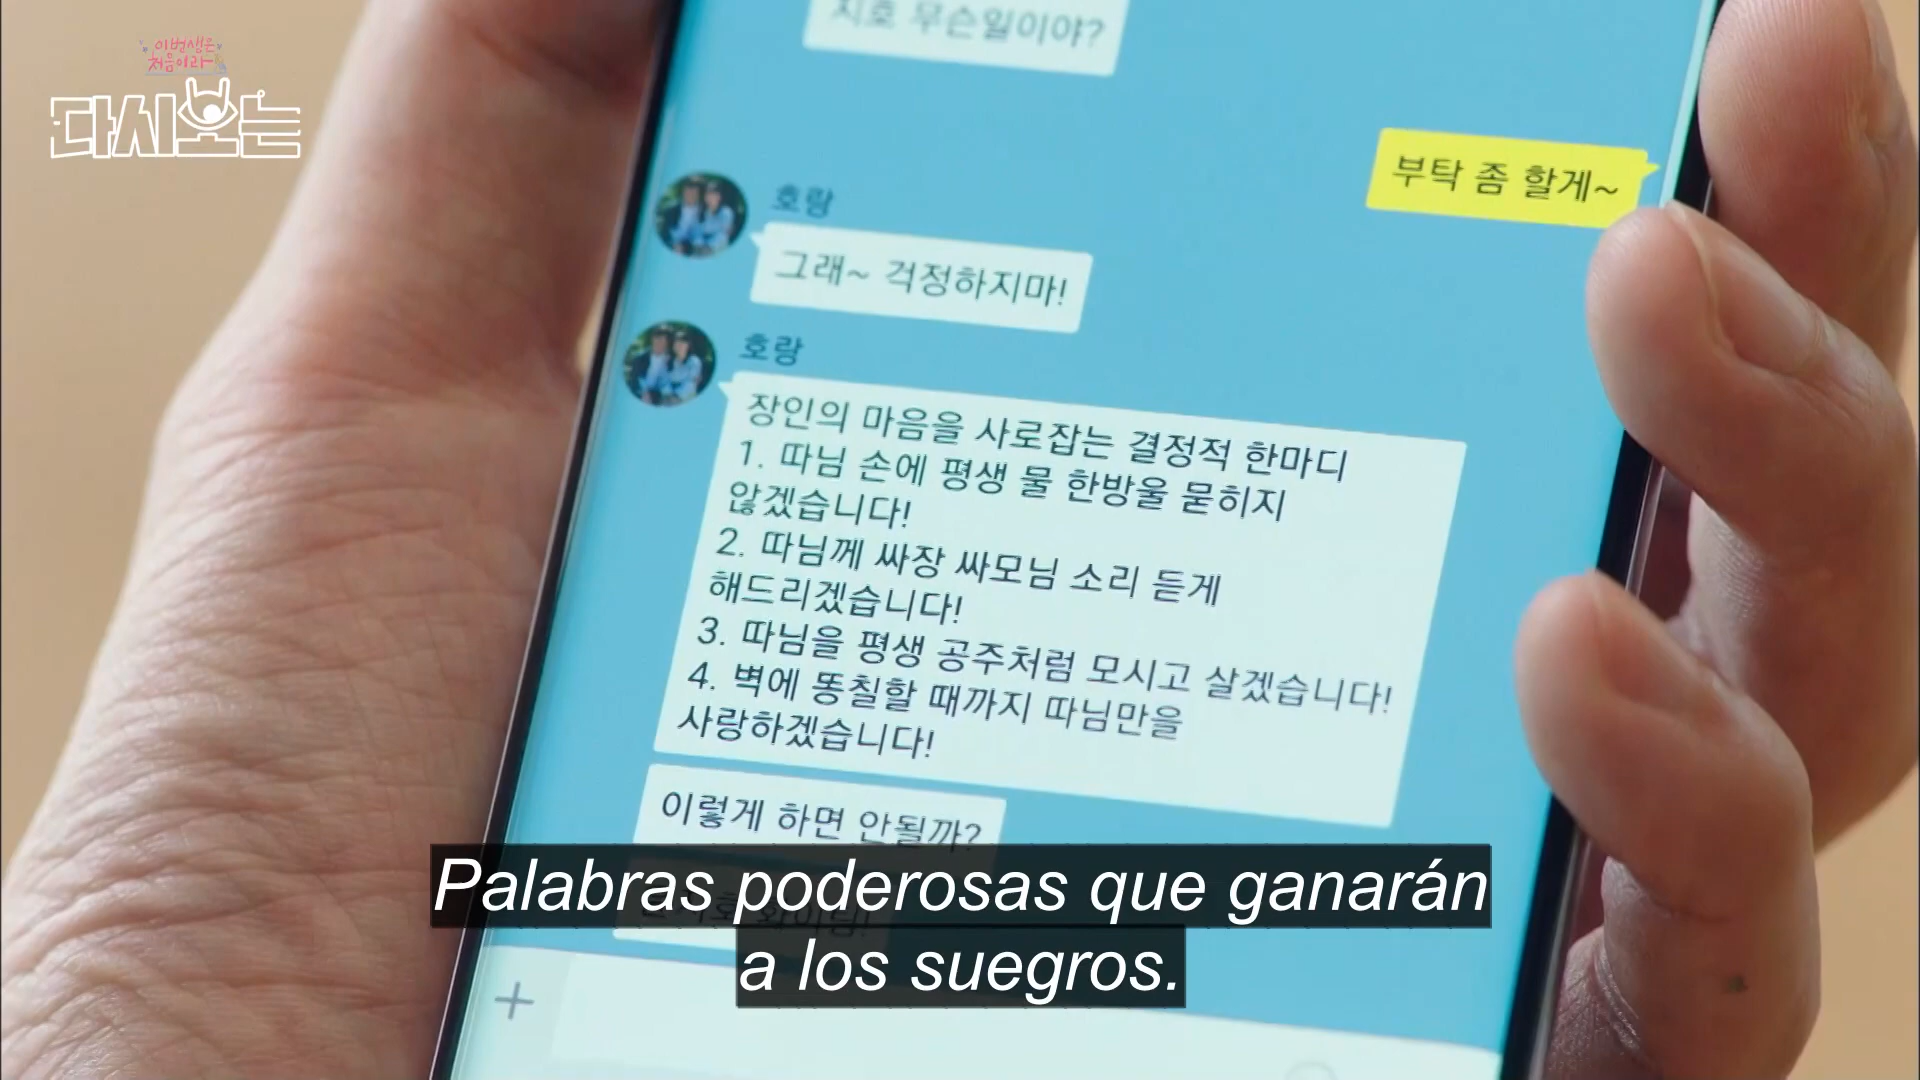 이번생은
처음이라
다시보는
지호 무슨일이야?
부탁 좀 할게~
호랑
그래~ 걱정하지마!
호랑
장인의 마음을 사로잡는 결정적 한마디
1. 따님 손에 평생 물 한방울 묻히지
않겠습니다!
2. 따님께 싸장 싸모님 소리 듣게
해드리겠습니다!
3. 따님을 평생 공주처럼 모시고 살겠습니다!
4. 벽에 똥칠할 때까지 따님만을
사랑하겠습니다!
이렇게 하면 안될까?
Palabras poderosas que ganarán
a los suegros.